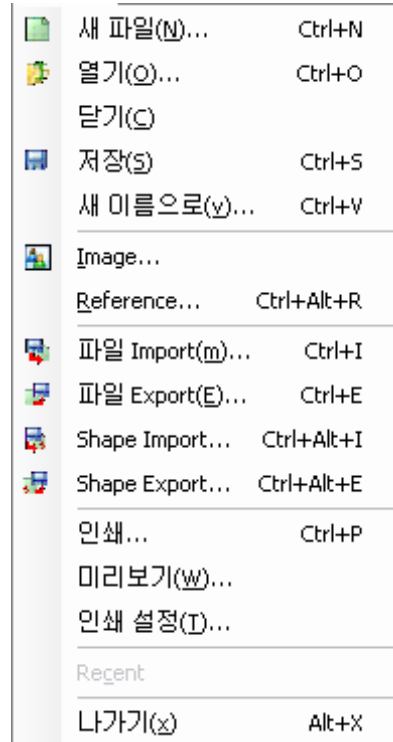 새 파일(N)... Ctrl+N
열기(O)... Ctrl+O
닫기(C)
저장(S) Ctrl+S
새 이름으로(v)... Ctrl+V
Image...
Reference... Ctrl+Alt+R
파일 Import(m)... Ctrl+I
파일 Export(E)... Ctrl+E
Shape Import... Ctrl+Alt+I
Shape Export... Ctrl+Alt+E
인쇄... Ctrl+P
미리보기(W)...
인쇄 설정(T)...
Recent
나가기(x) Alt+X